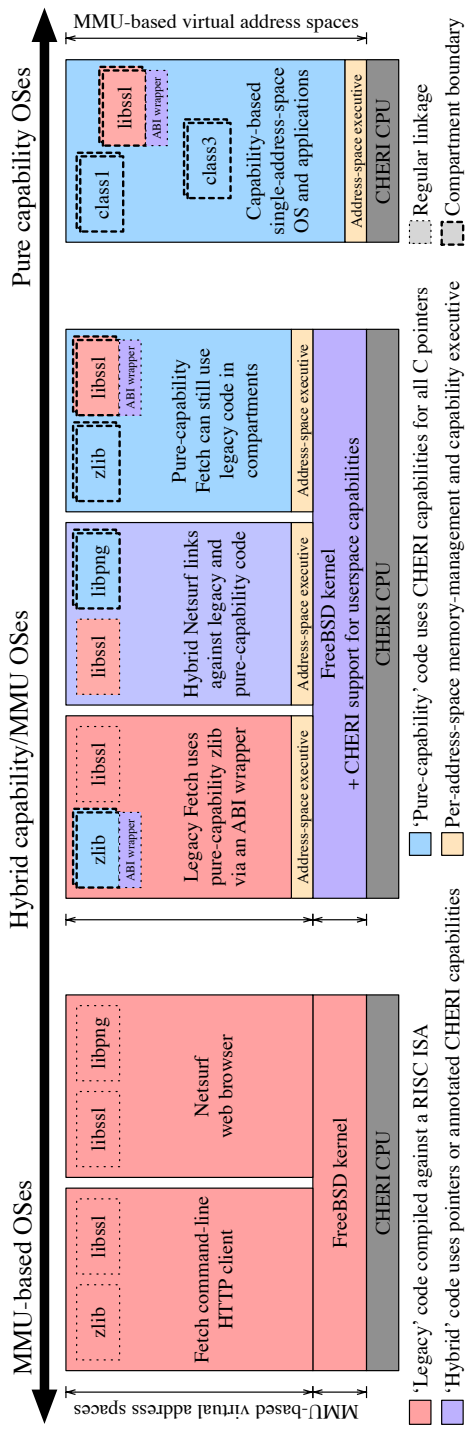 MMU-based OSes
Hybrid capability/MMU OSes
Pure capability OSes
MMU-based virtual address spaces
zlib
libssl
Fetch command-line
HTTP client
libssl
libpng
Netsurf
web browser
FreeBSD kernel
CHERI CPU
zlib
ABI wrapper
libssl
Legacy Fetch uses
pure-capability zlib
via an ABI wrapper
Address-space executive
libssl
libpng
Hybrid Netsurf links
against legacy and
pure-capability code
Address-space executive
zlib
libssl
ABI wrapper
Pure-capability
Fetch can still use
legacy code in
compartments
Address-space executive
FreeBSD kernel
+ CHERI support for userspace capabilities
CHERI CPU
class1
libssl
ABI wrapper
class3
Capability-based
single-address-space
OS and applications
Address-space executive
CHERI CPU
MMU-based virtual address spaces
‘Legacy’ code compiled against a RISC ISA
‘Hybrid’ code uses pointers or annotated CHERI capabilities
‘Pure-capability’ code uses CHERI capabilities for all C pointers
Per-address-space memory-management and capability executive
Regular linkage
Compartment boundary